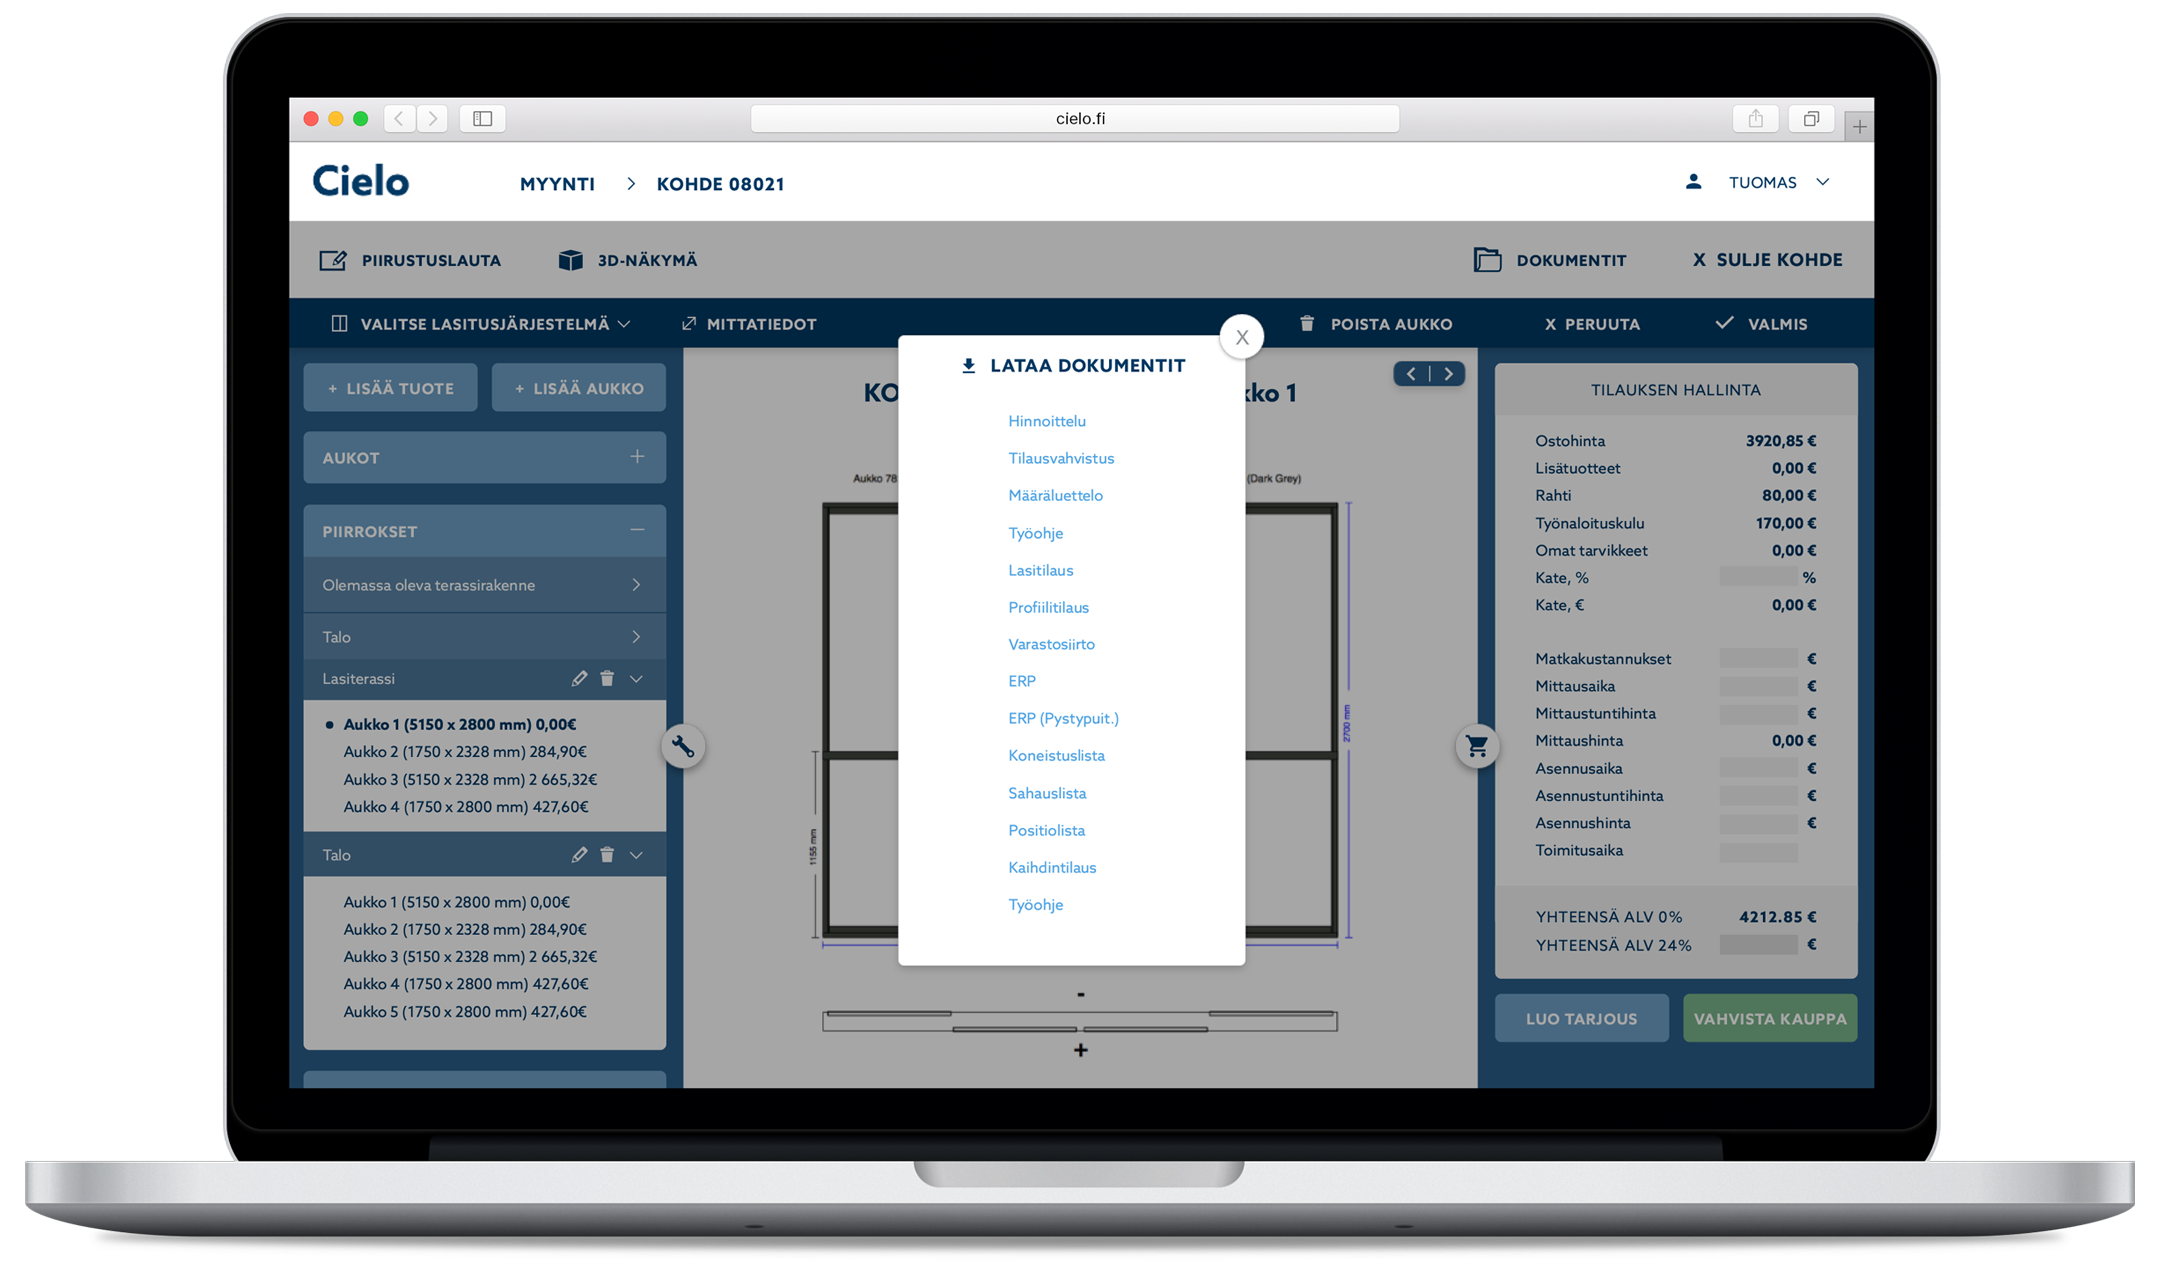 cielo.fi
Cielo
MYYNTI > KOHDE 08021
TUOMAS
PIIRUSTUSLAUTA
3D-NÄKYMÄ
DOKUMENTIT
X SULJE KOHDE
VALITSE LASITUSJÄRJESTELMÄ
MITTATIEDOT
POISTA AUKKO
X PERUUTA
VALMIS
+ LISÄÄ TUOTE
+ LISÄÄ AUKKO
AUKOT +
PIIRROKSET −
Olemassa oleva terassirakenne
Talo
Lasiterassi
Aukko 1 (5150 x 2800 mm) 0,00€
Aukko 2 (1750 x 2328 mm) 284,90€
Aukko 3 (5150 x 2328 mm) 2 665,32€
Aukko 4 (1750 x 2800 mm) 427,60€
Talo
Aukko 1 (5150 x 2800 mm) 0,00€
Aukko 2 (1750 x 2328 mm) 284,90€
Aukko 3 (5150 x 2328 mm) 2 665,32€
Aukko 4 (1750 x 2800 mm) 427,60€
Aukko 5 (1750 x 2800 mm) 427,60€
KO
kko 1
Aukko 78
(Dark Grey)
2700 mm
1155 mm
-
+
X
LATAA DOKUMENTIT
Hinnoittelu
Tilausvahvistus
Määräluettelo
Työohje
Lasitilaus
Profiilitilaus
Varastosiirto
ERP
ERP (Pystypuit.)
Koneistuslista
Sahauslista
Positiolista
Kaihdintilaus
Työohje
TILAUKSEN HALLINTA
Ostohinta 3920,85 €
Lisätuotteet 0,00 €
Rahti 80,00 €
Työnaloituskulu 170,00 €
Omat tarvikkeet 0,00 €
Kate, % %
Kate, € 0,00 €
Matkakustannukset €
Mittausaika €
Mittaustuntihinta €
Mittaushinta 0,00 €
Asennusaika €
Asennustuntihinta €
Asennushinta €
Toimitusaika
YHTEENSÄ ALV 0% 4212.85 €
YHTEENSÄ ALV 24% €
LUO TARJOUS
VAHVISTA KAUPPA